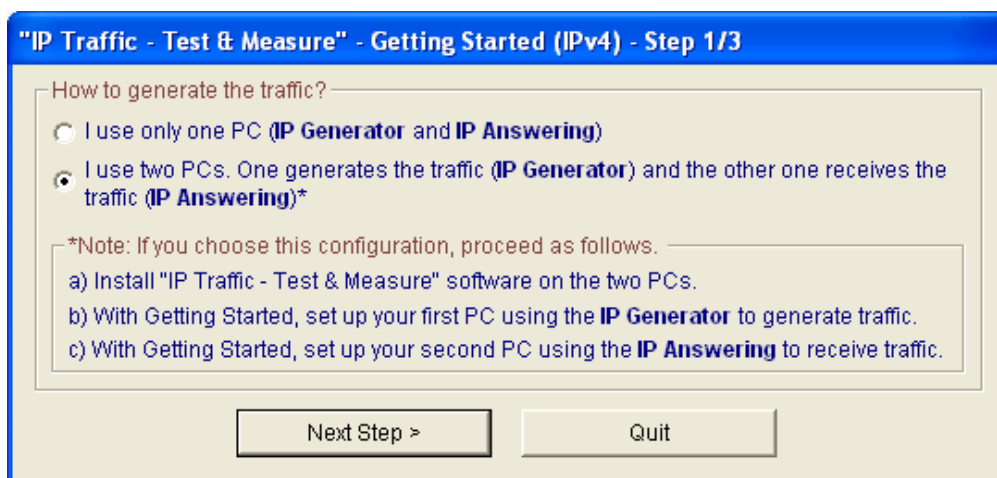 "IP Traffic - Test & Measure" - Getting Started (IPv4) - Step 1/3
How to generate the traffic?
I use only one PC (IP Generator and IP Answering)
I use two PCs. One generates the traffic (IP Generator) and the other one receives the
traffic (IP Answering)*
*Note: If you choose this configuration, proceed as follows.
a) Install "IP Traffic - Test & Measure" software on the two PCs.
b) With Getting Started, set up your first PC using the IP Generator to generate traffic.
c) With Getting Started, set up your second PC using the IP Answering to receive traffic.
Next Step >
Quit